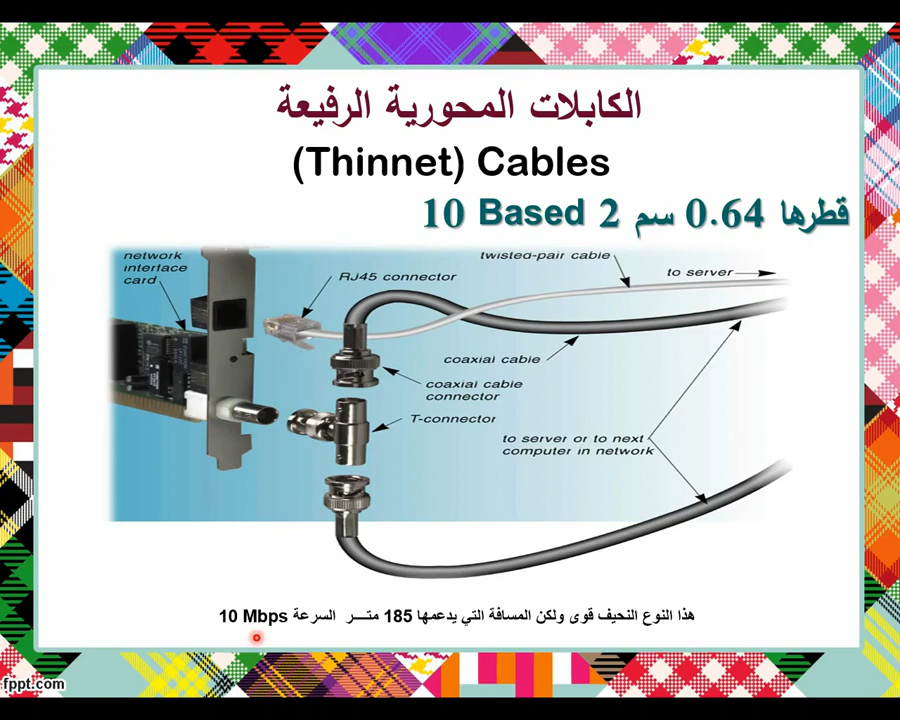 الكابلات المحورية الرفيعة
(Thinnet) Cables
قطرها 0.64 سم 2 Based 10
network
interface
card
RJ45 connector
twisted-pair cable
to server
coaxial cable
coaxial cable
connector
T-connector
to server or to next
computer in network
هذا النوع النحيف قوى ولكن المسافة التي يدعمها 185 متـــر السرعة 10 Mbps
fppt.com